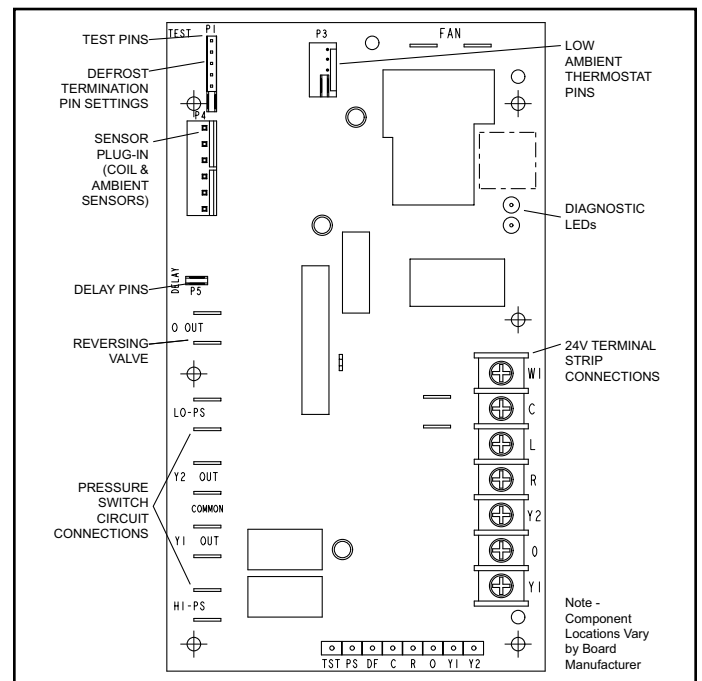 TEST PINS
TEST
P1
DEFROST
TERMINATION
PIN SETTINGS
P4
SENSOR
PLUG-IN
(COIL &
AMBIENT
SENSORS)
DELAY PINS
DELAY
P5
O OUT
REVERSING
VALVE
LO-PS
Y2 OUT
PRESSURE
SWITCH
CIRCUIT
CONNECTIONS
COMMON
Y1 OUT
HI-PS
P3
FAN
LOW
AMBIENT
THERMOSTAT
PINS
DIAGNOSTIC
LEDs
24V TERMINAL
STRIP
CONNECTIONS
W1
C
L
R
Y2
O
Y1
Note -
Component
Locations Vary
by Board
Manufacturer
TST PS DF C R O Y1 Y2